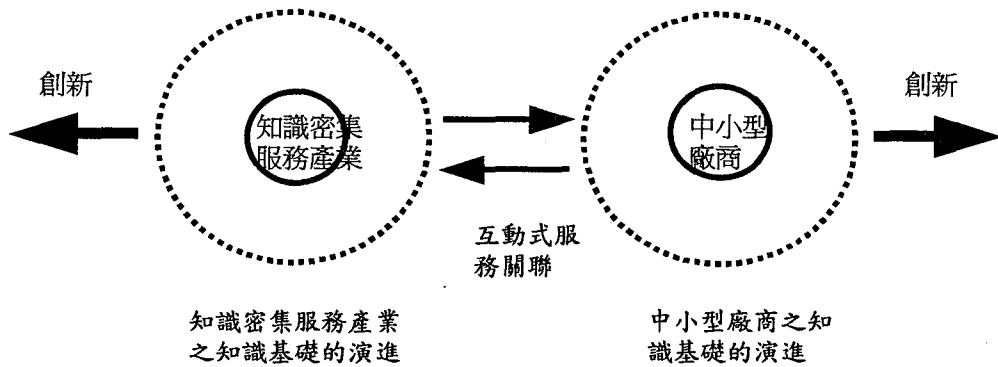 創新
創新
知識密集
服務產業
中小型
廠商
互動式服
務關聯
知識密集服務產業
之知識基礎的演進
中小型廠商之知
識基礎的演進